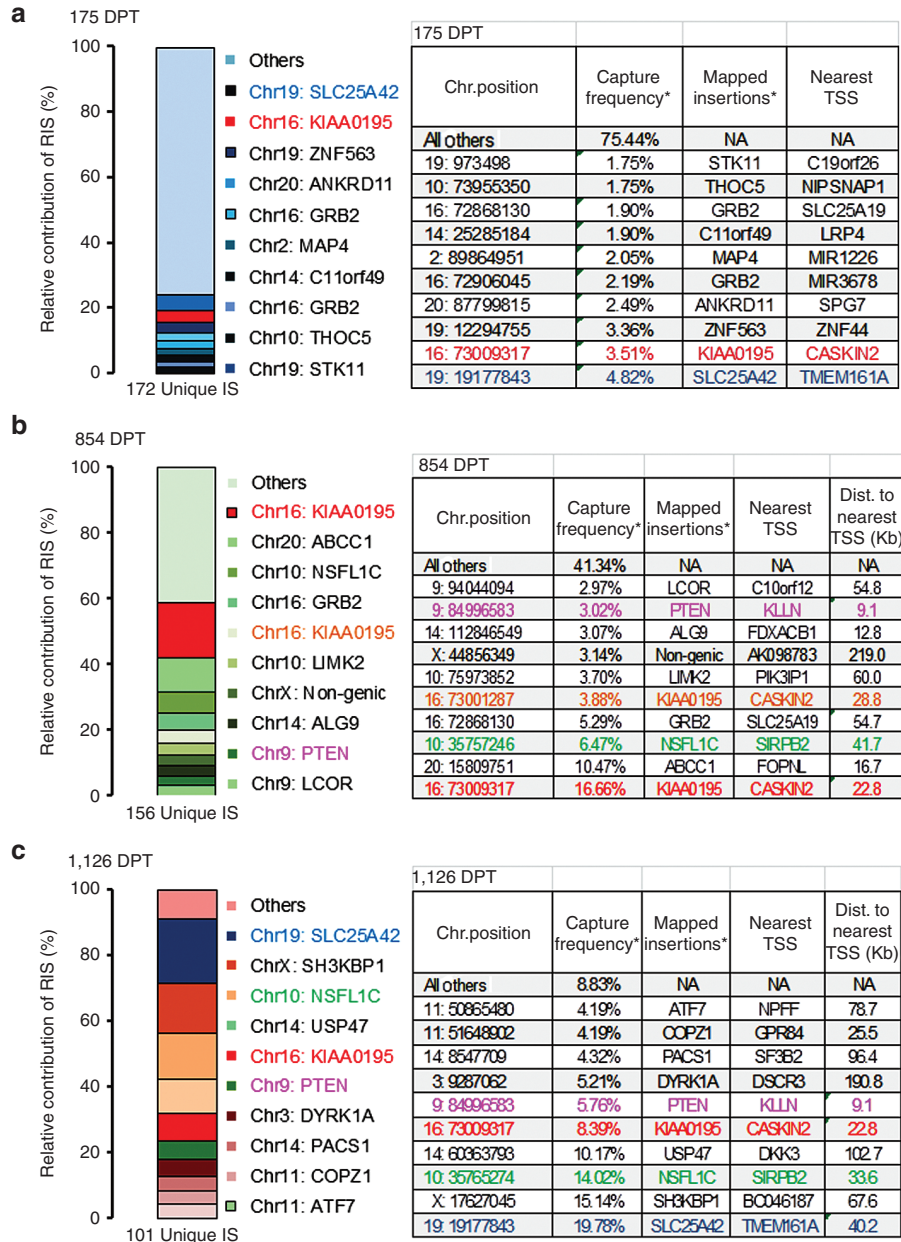 a
175 DPT
Relative contribution of RIS (%)
100
80
60
40
20
0
172 Unique IS
Others
Chr19: SLC25A42
Chr16: KIAA0195
Chr19: ZNF563
Chr20: ANKRD11
Chr16: GRB2
Chr2: MAP4
Chr14: C11orf49
Chr16: GRB2
Chr10: THOC5
Chr19: STK11
175 DPT
Chr.position Capture frequency* Mapped insertions* Nearest TSS
All others 75.44% NA NA
19: 973498 1.75% STK11 C19orf26
10: 73955350 1.75% THOC5 NIPSNAP1
16: 72868130 1.90% GRB2 SLC25A19
14: 25285184 1.90% C11orf49 LRP4
2: 89864951 2.05% MAP4 MIR1226
16: 72906045 2.19% GRB2 MIR3678
20: 87799815 2.49% ANKRD11 SPG7
19: 12294755 3.36% ZNF563 ZNF44
16: 73009317 3.51% KIAA0195 CASKIN2
19: 19177843 4.82% SLC25A42 TMEM161A
b
854 DPT
Relative contribution of RIS (%)
100
80
60
40
20
0
156 Unique IS
Others
Chr16: KIAA0195
Chr20: ABCC1
Chr10: NSFL1C
Chr16: GRB2
Chr16: KIAA0195
Chr10: LIMK2
ChrX: Non-genic
Chr14: ALG9
Chr9: PTEN
Chr9: LCOR
854 DPT
Chr.position Capture frequency* Mapped insertions* Nearest TSS Dist. to nearest TSS (Kb)
All others 41.34% NA NA NA
9: 94044094 2.97% LCOR C10orf12 54.8
9: 84996583 3.02% PTEN KLLN 9.1
14: 112846549 3.07% ALG9 FDXACB1 12.8
X: 44856349 3.14% Non-genic AK098783 219.0
10: 75973852 3.70% LIMK2 PIK3IP1 60.0
16: 73001287 3.88% KIAA0195 CASKIN2 28.8
16: 72868130 5.29% GRB2 SLC25A19 54.7
10: 35757246 6.47% NSFL1C SIRPB2 41.7
20: 15809751 10.47% ABCC1 FOPNL 16.7
16: 73009317 16.66% KIAA0195 CASKIN2 22.8
c
1,126 DPT
Relative contribution of RIS (%)
100
80
60
40
20
0
101 Unique IS
Others
Chr19: SLC25A42
ChrX: SH3KBP1
Chr10: NSFL1C
Chr14: USP47
Chr16: KIAA0195
Chr9: PTEN
Chr3: DYRK1A
Chr14: PACS1
Chr11: COPZ1
Chr11: ATF7
1,126 DPT
Chr.position Capture frequency* Mapped insertions* Nearest TSS Dist. to nearest TSS (Kb)
All others 8.83% NA NA NA
11: 50865480 4.19% ATF7 NPFF 78.7
11: 51648902 4.19% COPZ1 GPR84 25.5
14: 8547709 4.32% PACS1 SF3B2 96.4
3: 9287062 5.21% DYRK1A DSCR3 190.8
9: 84996583 5.76% PTEN KLLN 9.1
16: 73009317 8.39% KIAA0195 CASKIN2 22.8
14: 60363793 10.17% USP47 DKK3 102.7
10: 35765274 14.02% NSFL1C SIRPB2 33.6
X: 17627045 15.14% SH3KBP1 BC046187 67.6
19: 19177843 19.78% SLC25A42 TMEM161A 40.2